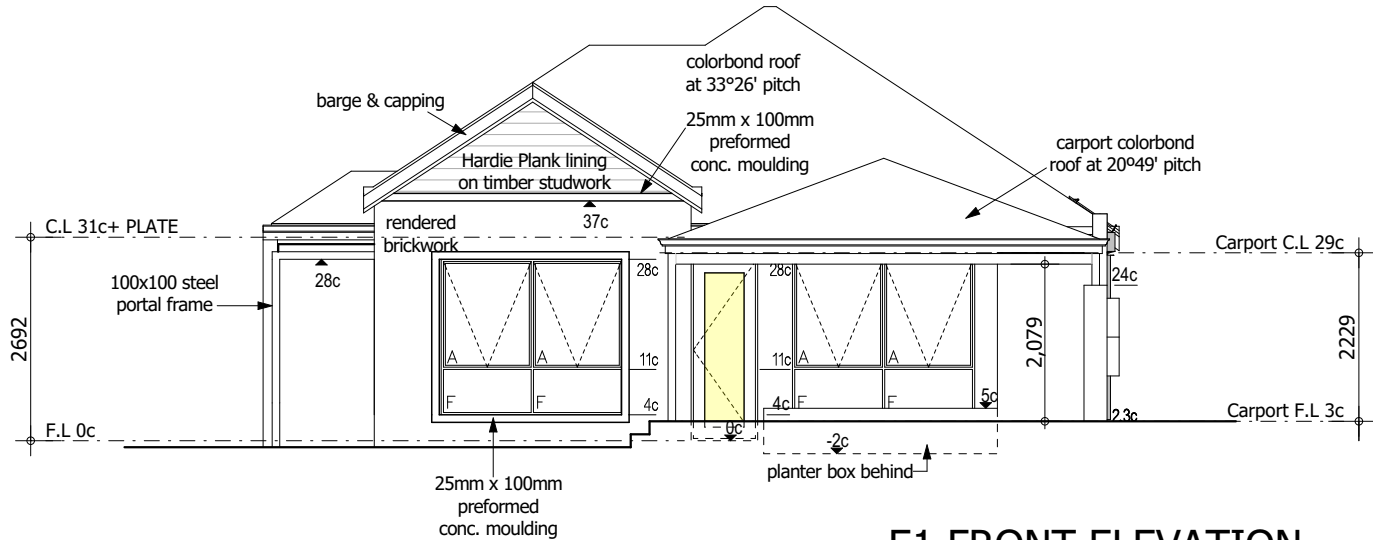 colorbond roof
at 33°26' pitch
barge & capping
25mm x 100mm
preformed
conc. moulding
carport colorbond
roof at 20º49' pitch
Hardie Plank lining
on timber studwork
C.L 31c+ PLATE
rendered
brickwork
37c
Carport C.L 29c
100x100 steel
portal frame
28c
28c
28c
24c
2692
A
A
11c
A
A
11c
2,079
2229
F
F
4c
4c
F
F
5c
2.3c
Carport F.L 3c
F.L 0c
0c
-2c
planter box behind
25mm x 100mm
preformed
conc. moulding
E1 FRONT ELEVATION